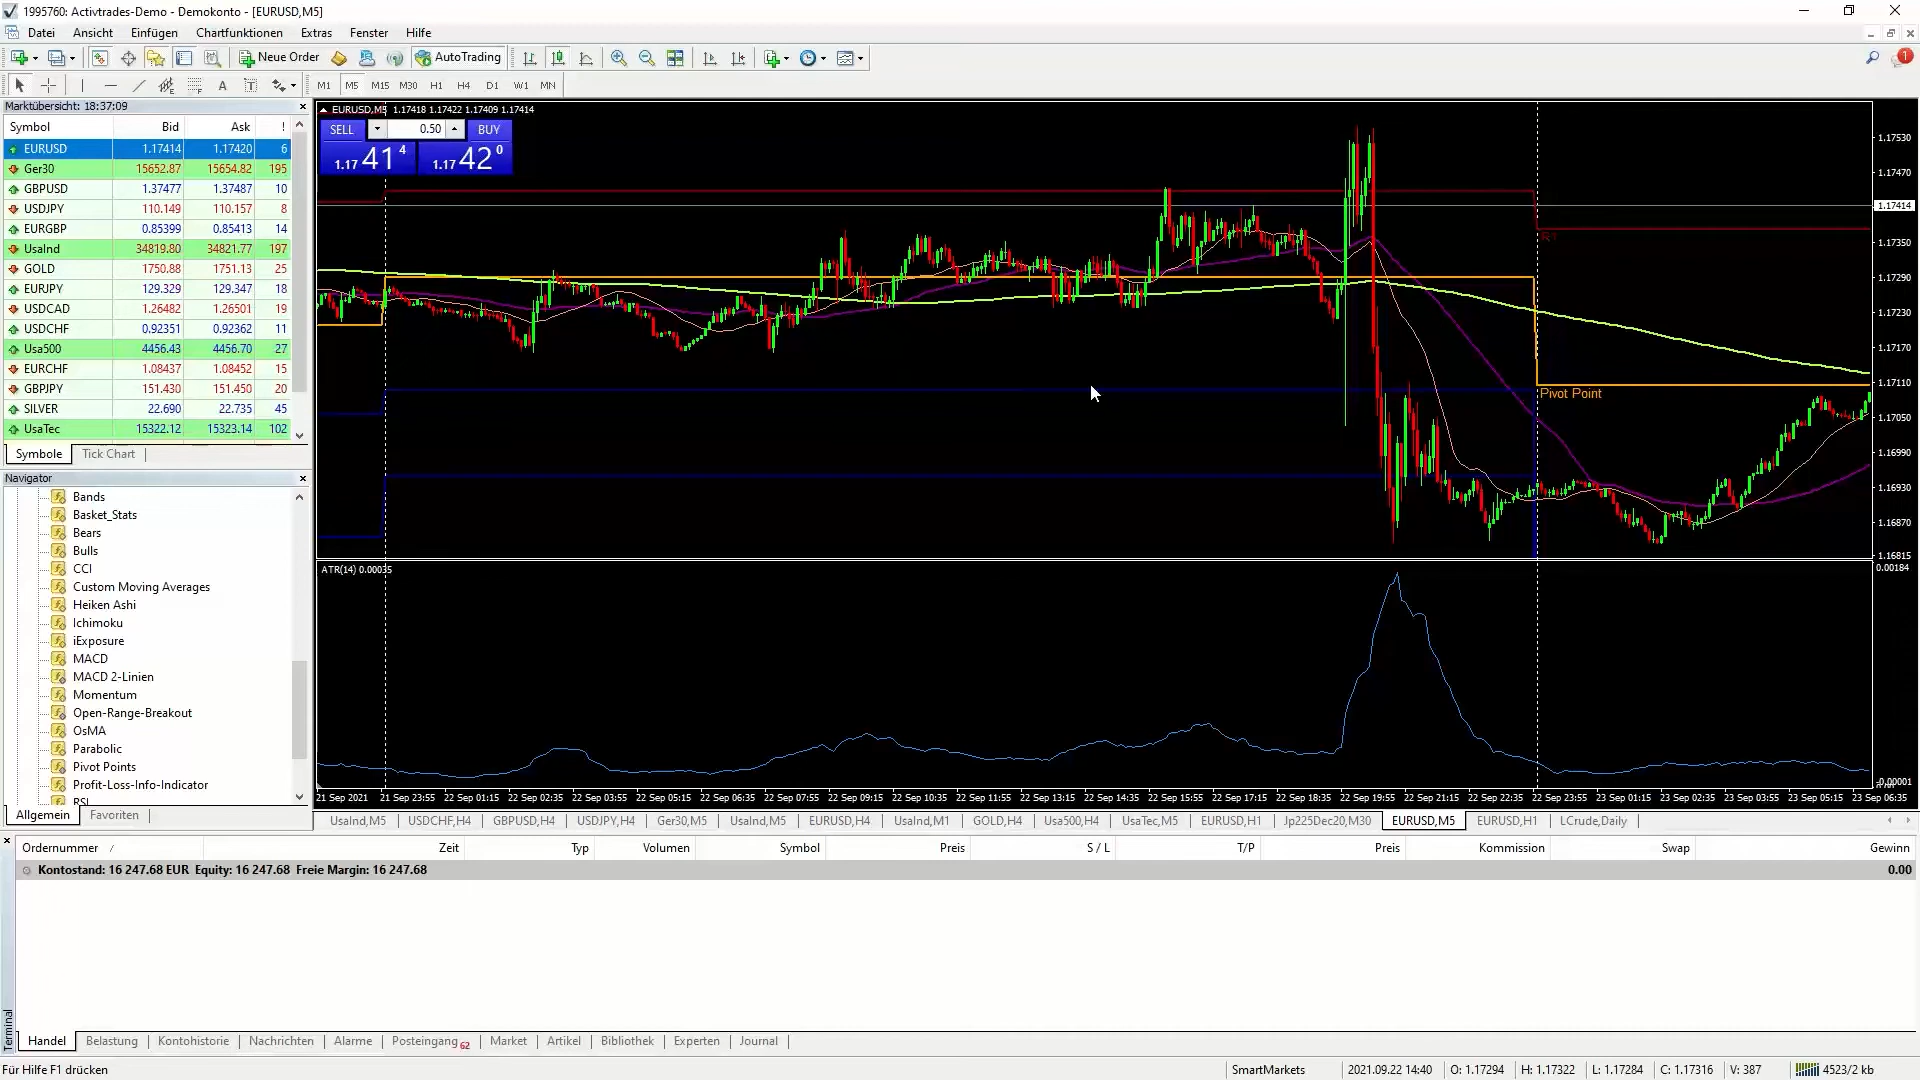 1995760: Activtrades-Demo - Demokonto - [EURUSD,M5]
Datei Ansicht Einfügen Chartfunktionen Extras Fenster Hilfe
Neue Order AutoTrading
M1 M5 M15 M30 H1 H4 D1 W1 MN
Marktübersicht: 18:37:09
Symbol Bid Ask !
EURUSD 1.17414 1.17420 6
Ger30 15652.87 15654.82 195
GBPUSD 1.37477 1.37487 10
USDJPY 110.149 110.157 8
EURGBP 0.85399 0.85413 14
UsaInd 34819.80 34821.77 197
GOLD 1750.88 1751.13 25
EURJPY 129.329 129.347 18
USDCAD 1.26482 1.26501 19
USDCHF 0.92351 0.92362 11
Usa500 4456.43 4456.70 27
EURCHF 1.08437 1.08452 15
GBPJPY 151.430 151.450 20
SILVER 22.690 22.735 45
UsaTec 15322.12 15323.14 102
Symbole Tick Chart
Navigator
Bands
Basket_Stats
Bears
Bulls
CCI
Custom Moving Averages
Heiken Ashi
Ichimoku
iExposure
MACD
MACD 2-Linien
Momentum
Open-Range-Breakout
OsMA
Parabolic
Pivot Points
Profit-Loss-Info-Indicator
RSI
Allgemein Favoriten
EURUSD,M5 1.17418 1.17422 1.17409 1.17414
SELL 0.50 BUY
1.17 41 4 1.17 42 0
1.17530
1.17470
1.17414
1.17350
1.17290
1.17230
1.17170
1.17110
1.17050
1.16990
1.16930
1.16870
1.16815
R1
Pivot Point
ATR(14) 0.00035
0.00184
-0.00001
21 Sep 2021 21 Sep 23:55 22 Sep 01:15 22 Sep 02:35 22 Sep 03:55 22 Sep 05:15 22 Sep 06:35 22 Sep 07:55 22 Sep 09:15 22 Sep 10:35 22 Sep 11:55 22 Sep 13:15 22 Sep 14:35 22 Sep 15:55 22 Sep 17:15 22 Sep 18:35 22 Sep 19:55 22 Sep 21:15 22 Sep 22:35 22 Sep 23:55 23 Sep 01:15 23 Sep 02:35 23 Sep 03:55 23 Sep 05:15 23 Sep 06:35
UsaInd,M5 USDCHF,H4 GBPUSD,H4 USDJPY,H4 Ger30,M5 UsaInd,M5 EURUSD,H4 UsaInd,M1 GOLD,H4 Usa500,H4 UsaTec,M5 EURUSD,H1 Jp225Dec20,M30 EURUSD,M5 EURUSD,H1 LCrude,Daily
Ordernummer Zeit Typ Volumen Symbol Preis S / L T/P Preis Kommission Swap Gewinn
Kontostand: 16 247.68 EUR Equity: 16 247.68 Freie Margin: 16 247.68 0.00
Terminal
Handel Belastung Kontohistorie Nachrichten Alarme Posteingang 62 Market Artikel Bibliothek Experten Journal
Für Hilfe F1 drücken SmartMarkets 2021.09.22 14:40 O: 1.17294 H: 1.17322 L: 1.17284 C: 1.17316 V: 387 4523/2 kb